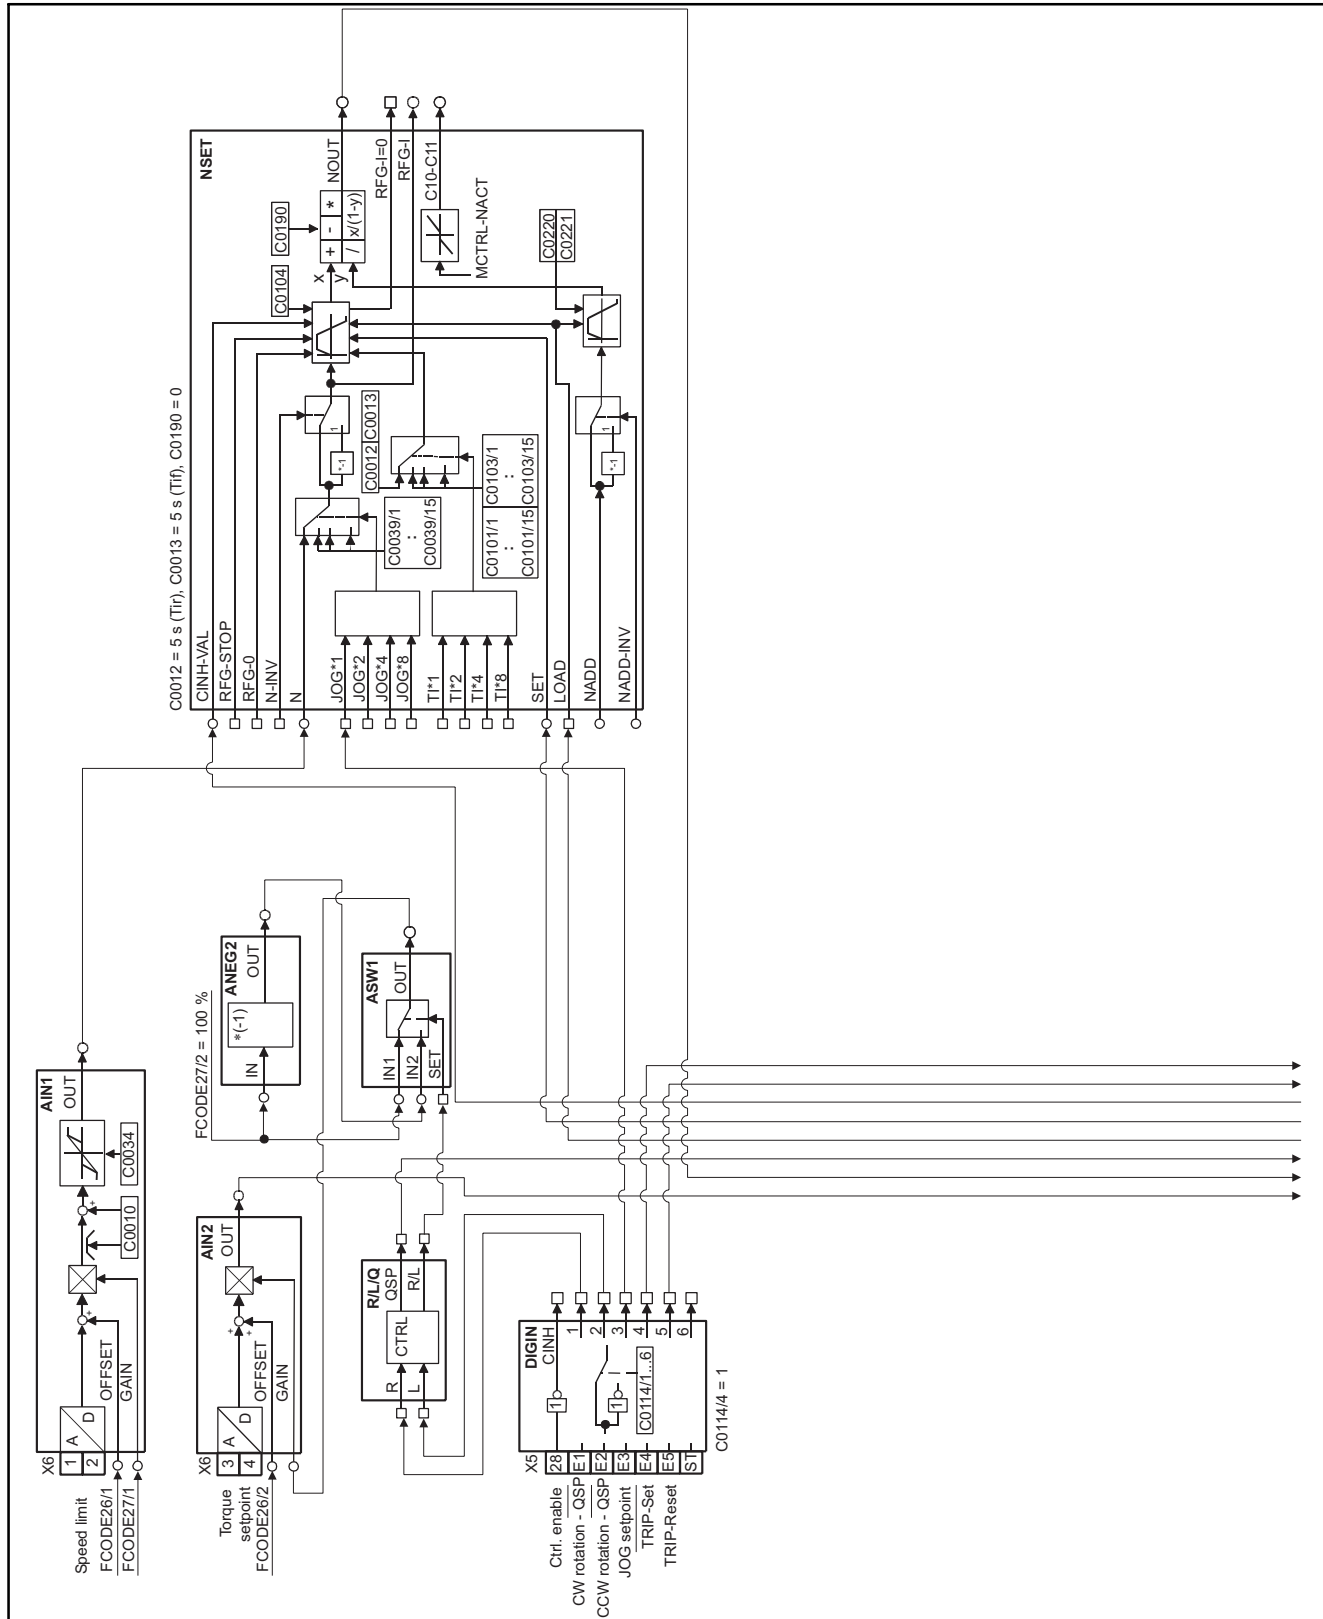 Speed limit
FCODE26/1
FCODE27/1
X6
1
2
A
D
OFFSET
GAIN
C0010
C0034
+
+
AIN1
OUT
Torque
setpoint
FCODE26/2
X6
3
4
A
D
OFFSET
GAIN
+
+
AIN2
OUT
FCODE27/2 = 100 %
ANEG2
IN
*(-1)
OUT
ASW1
IN1
IN2
SET
OUT
R/L/Q
R
L
CTRL
QSP
R/L
Ctrl. enable
CW rotation - QSP
CCW rotation - QSP
JOG setpoint
TRIP-Set
TRIP-Reset
X5
28
E1
E2
E3
E4
E5
ST
DIGIN
CINH
1
1
C0114/1...6
1
2
3
4
5
6
C0114/4 = 1
C0012 = 5 s (Tir), C0013 = 5 s (Tif), C0190 = 0
NSET
CINH-VAL
RFG-STOP
RFG-0
N-INV
N
JOG*1
JOG*2
JOG*4
JOG*8
TI*1
TI*2
TI*4
TI*8
SET
LOAD
NADD
NADD-INV
C0039/1
..
C0039/15
C0101/1
..
C0101/15
C0103/1
..
C0103/15
*-1
1
C0012
C0013
*-1
1
C0104
C0190
x
y
+
-
*
/
x/(1-y)
NOUT
RFG-I=0
RFG-I
C10-C11
MCTRL-NACT
C0220
C0221